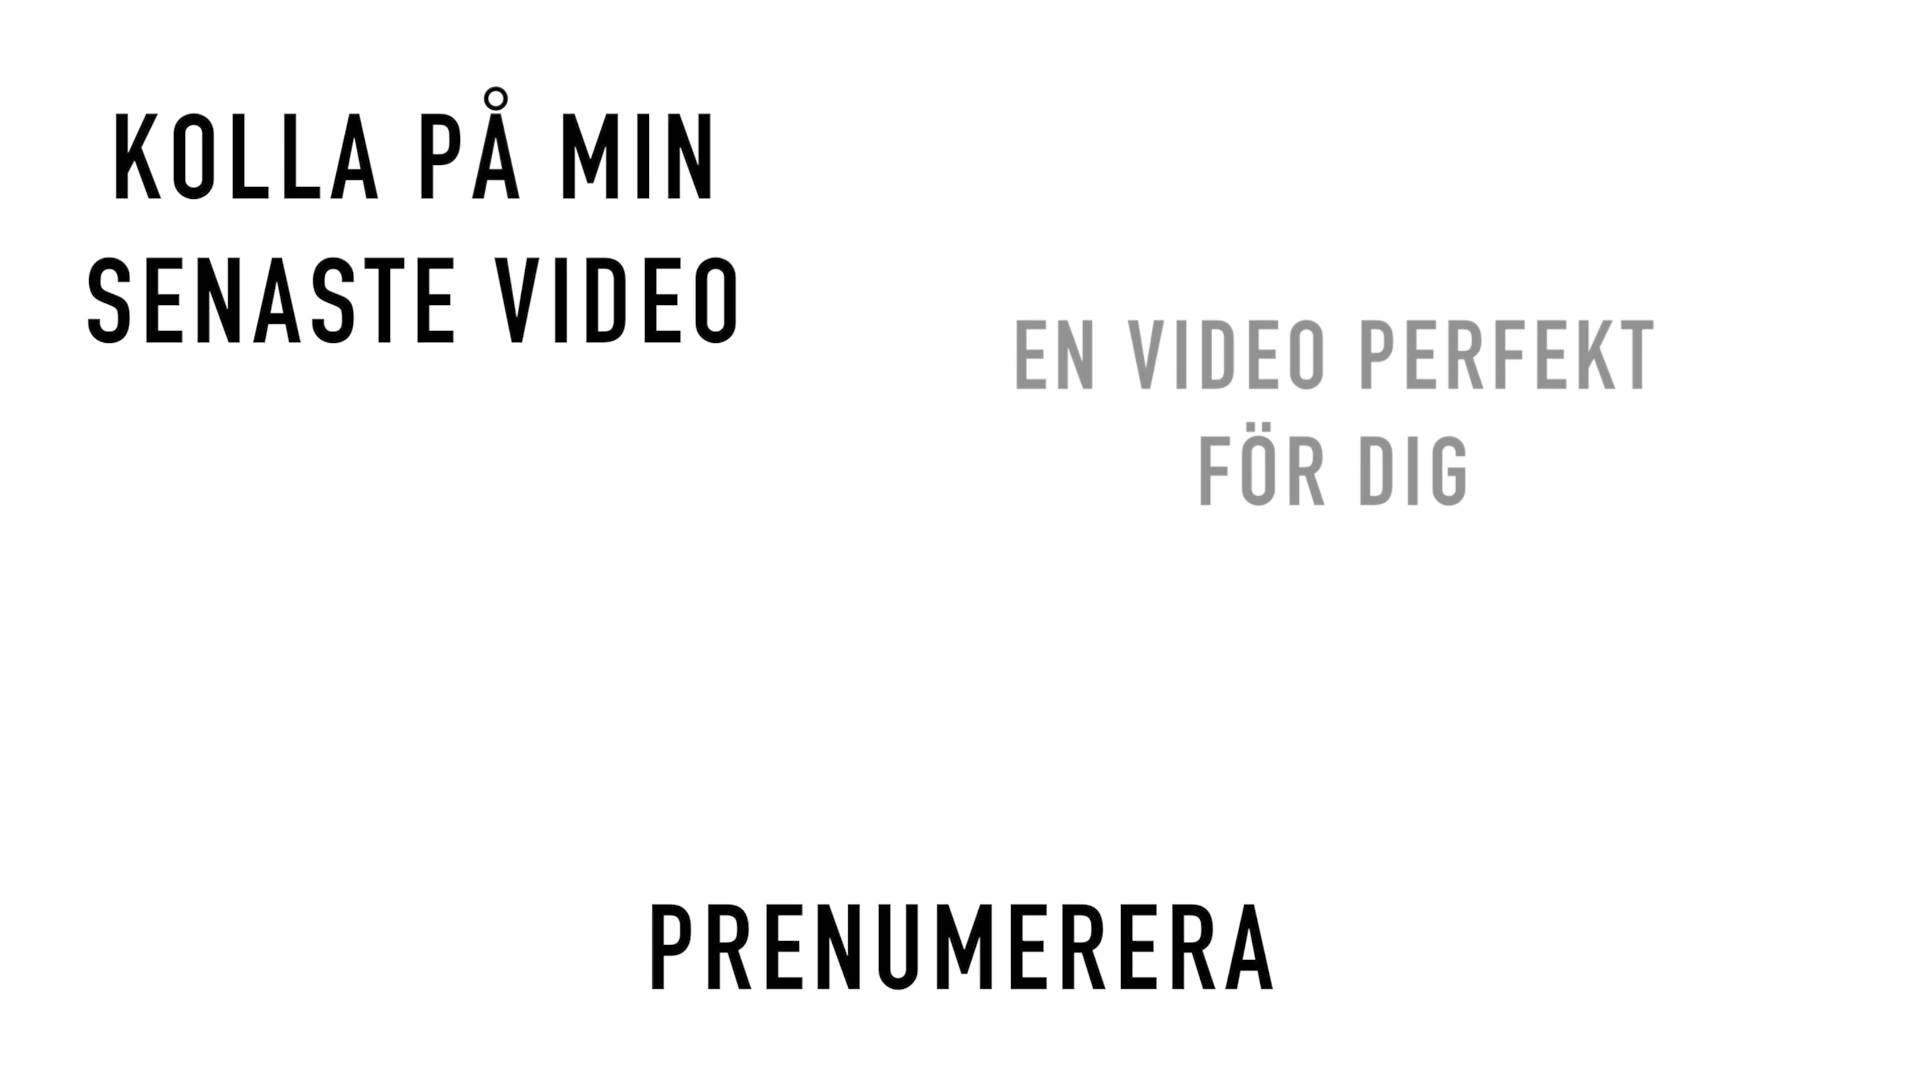 KOLLA PÅ MIN
SENASTE VIDEO
EN VIDEO PERFEKT
FÖR DIG
PRENUMERERA